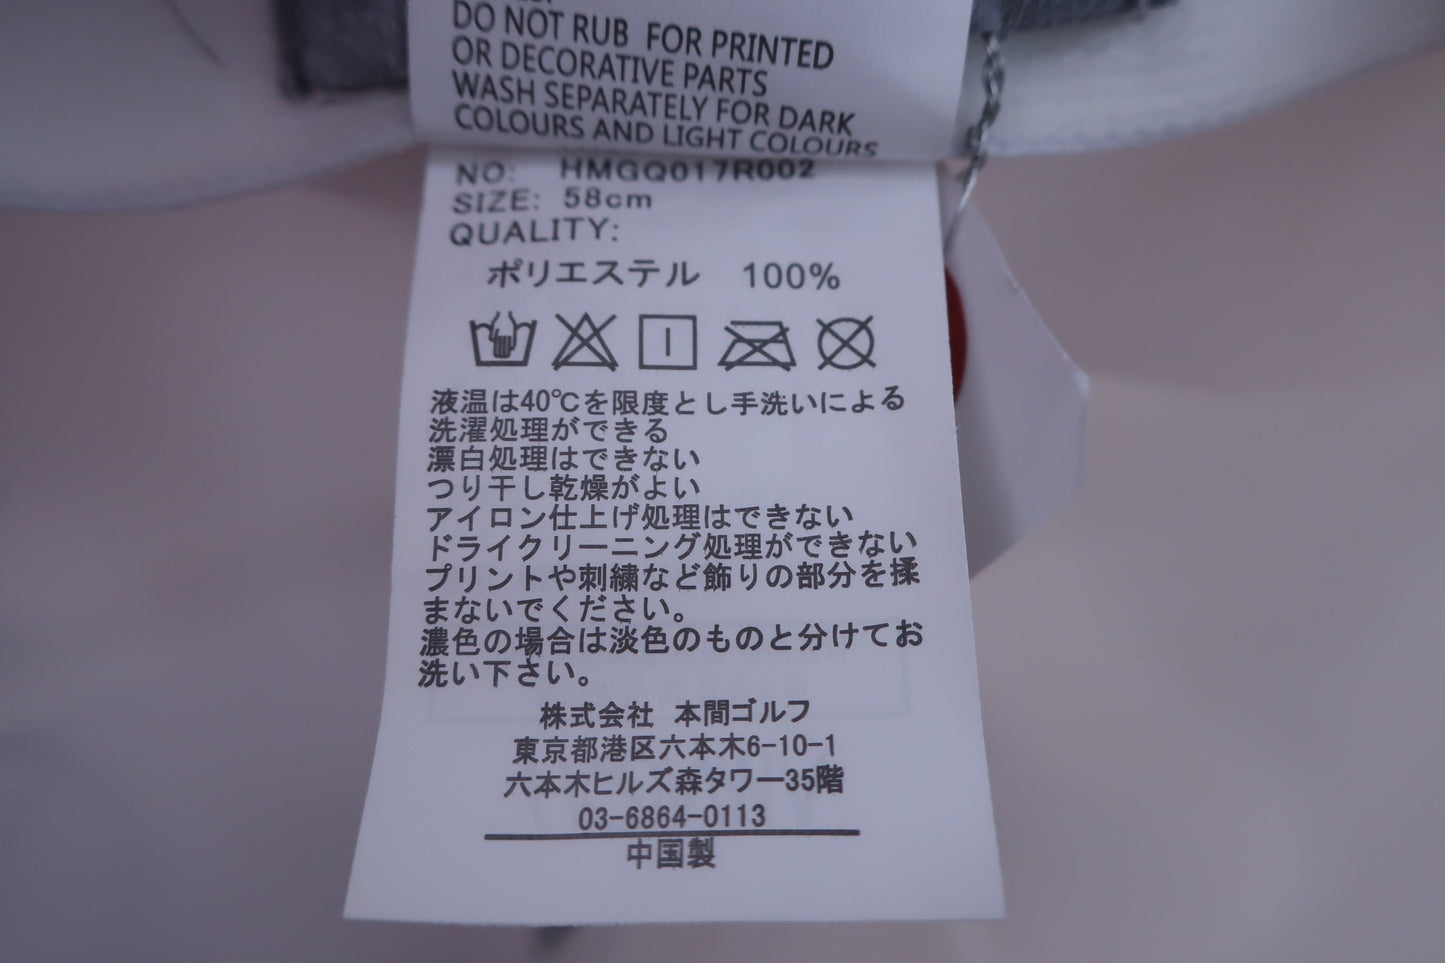 DO NOT RUB FOR PRINTED
OR DECORATIVE PARTS
WASH SEPARATELY FOR DARK
COLOURS AND LIGHT COLOURS
NO: HMGQ017R002
SIZE: 58cm
QUALITY:
ポリエステル 100%
液温は40℃を限度とし手洗いによる
洗濯処理ができる
漂白処理はできない
つり干し乾燥がよい
アイロン仕上げ処理はできない
ドライクリーニング処理ができない
プリントや刺繍など飾りの部分を揉
まないでください。
濃色の場合は淡色のものと分けてお
洗い下さい。
株式会社 本間ゴルフ
東京都港区六本木6-10-1
六本木ヒルズ森タワー35階
03-6864-0113
中国製